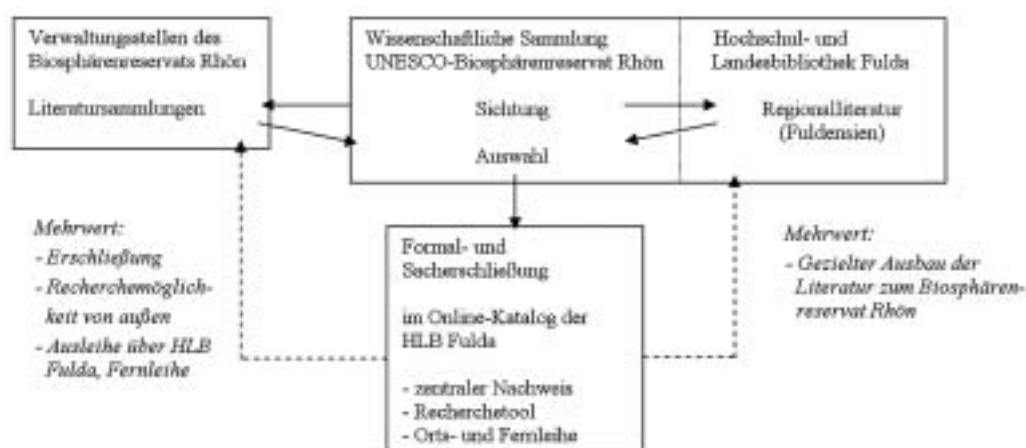 Verwaltungsstellen des
Biosphärenreservats Rhön
Literatursammlungen
Wissenschaftliche Sammlung
UNESCO-Biosphärenreservat Rhön
Sichtung
Auswahl
Hochschul- und
Landesbibliothek Fulda
Regionalliteratur
(Fuldensien)
Mehrwert:
- Erschließung
- Recherchemöglich-
keit von außen
- Ausleihe über HLB
Fulda, Fernleihe
Formal- und
Sacherschließung
im Online-Katalog der
HLB Fulda
- zentraler Nachweis
- Recherchetool
- Orts- und Fernleihe
Mehrwert:
- Gezielter Ausbau der
Literatur zum Biosphären-
reservat Rhön